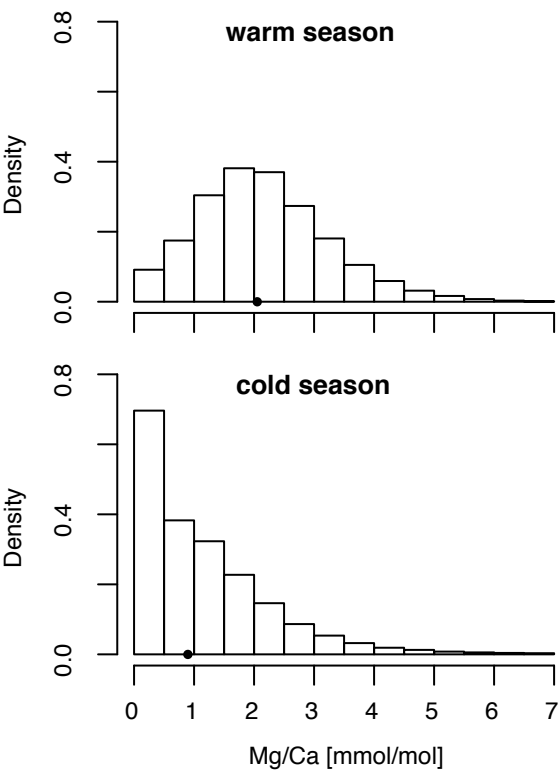 warm season
Density
0.0
0.4
0.8
cold season
Density
0.0
0.4
0.8
0 1 2 3 4 5 6 7
Mg/Ca [mmol/mol]